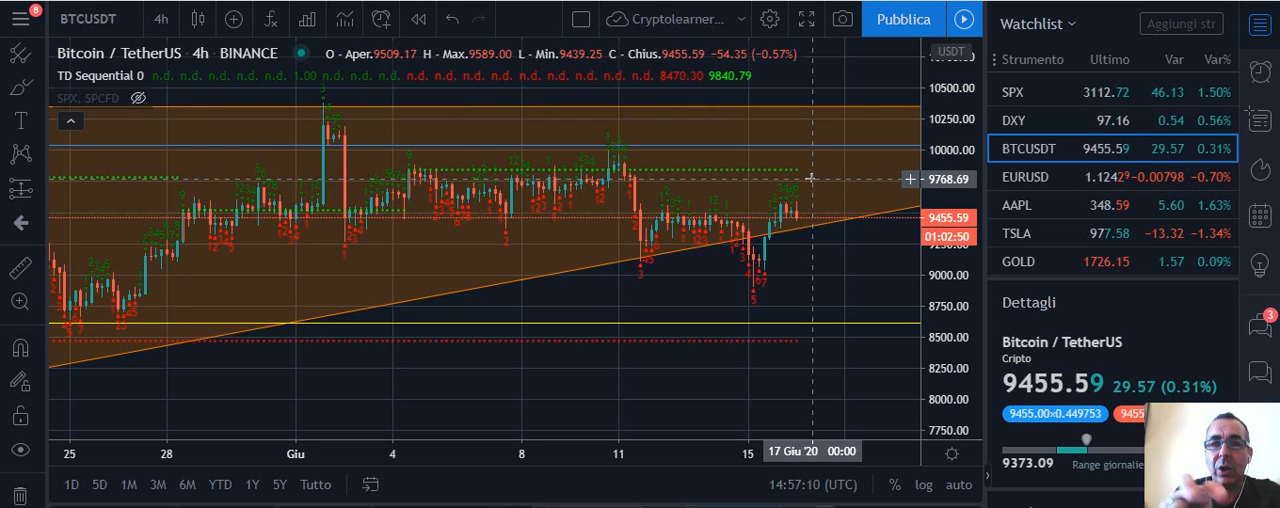 8
BTCUSDT
4h
Cryptolearner...
Pubblica
Watchlist
Aggiungi str
Bitcoin / TetherUS · 4h · BINANCE
O - Aper.9509.17 H - Max.9589.00 L - Min.9439.25 C - Chius.9455.59 -54.35 (-0.57%)
USDT
TD Sequential 0 n.d. n.d. n.d. n.d. n.d. 1.00 n.d. n.d. n.d. n.d. n.d. n.d. n.d. n.d. n.d. n.d. n.d. 8470.30 9840.79
SPX, SPCFD
10500.00
10250.00
10000.00
9768.69
9455.59
01:02:50
9000.00
8750.00
8500.00
8250.00
8000.00
7750.00
25
28
Giu
4
8
11
15
17 Giu '20 00:00
1D
5D
1M
3M
6M
YTD
1Y
5Y
Tutto
14:57:10 (UTC)
%
log
auto
Strumento Ultimo Var Var%
SPX 3112.72 46.13 1.50%
DXY 97.16 0.54 0.56%
BTCUSDT 9455.59 29.57 0.31%
EURUSD 1.12429 -0.00798 -0.70%
AAPL 348.59 5.60 1.63%
TSLA 977.58 -13.32 -1.34%
GOLD 1726.15 1.57 0.09%
Dettagli
Bitcoin / TetherUS
Cripto
9455.59 29.57 (0.31%)
9455.00x0.449753
9373.09
3